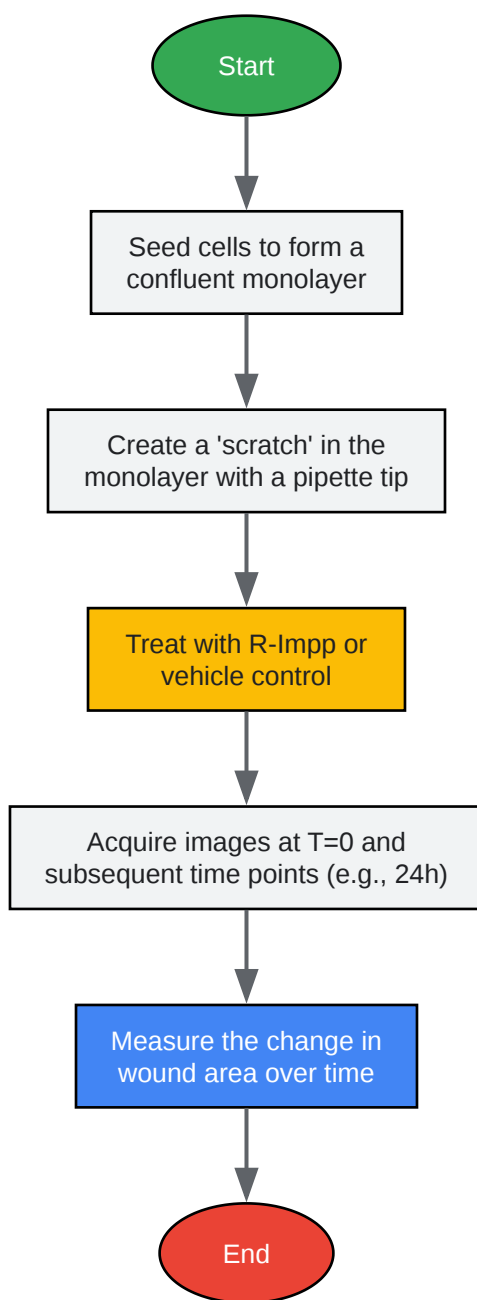 Start
Seed cells to form a
confluent monolayer
Create a 'scratch' in the
monolayer with a pipette tip
Treat with R-Impp or
vehicle control
Acquire images at T=0 and
subsequent time points (e.g., 24h)
Measure the change in
wound area over time
End